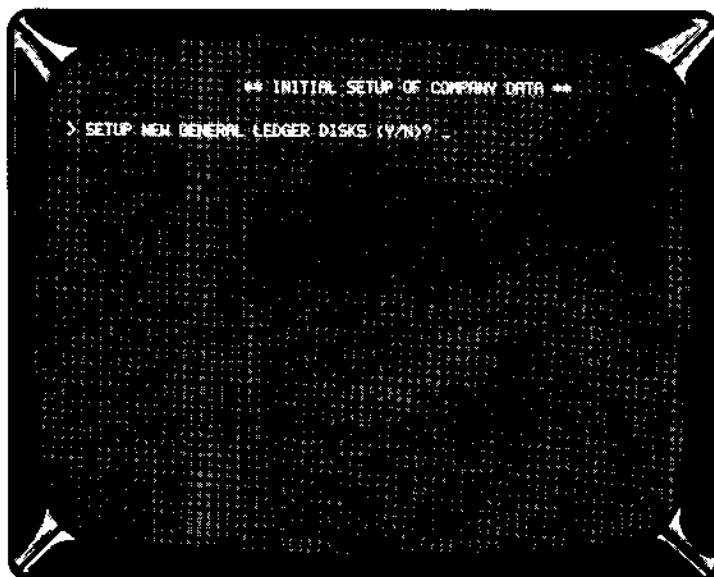 ** INITIAL SETUP OF COMPANY DATA **
> SETUP NEW GENERAL LEDGER DISKS (Y/N)? _